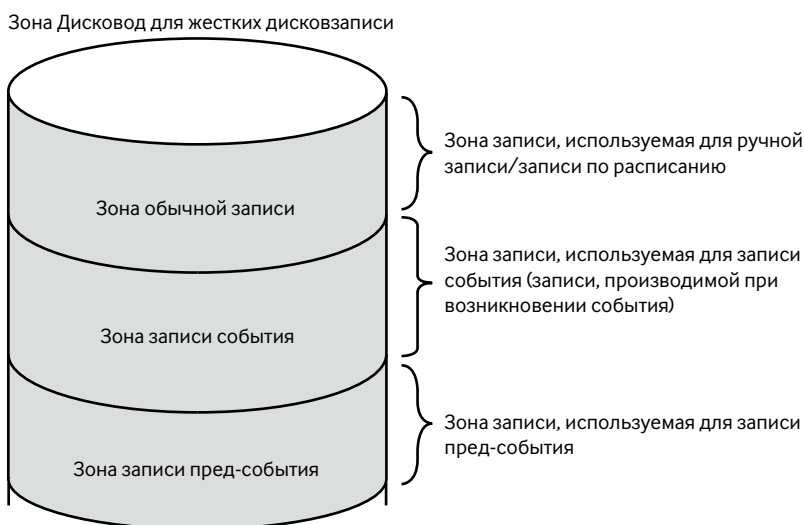 Зона Дисковод для жестких дисковзаписи
Зона записи, используемая для ручной
записи/записи по расписанию
Зона обычной записи
Зона записи, используемая для записи
события (записи, производимой при
возникновении события)
Зона записи события
Зона записи, используемая для записи
пред-события
Зона записи пред-события